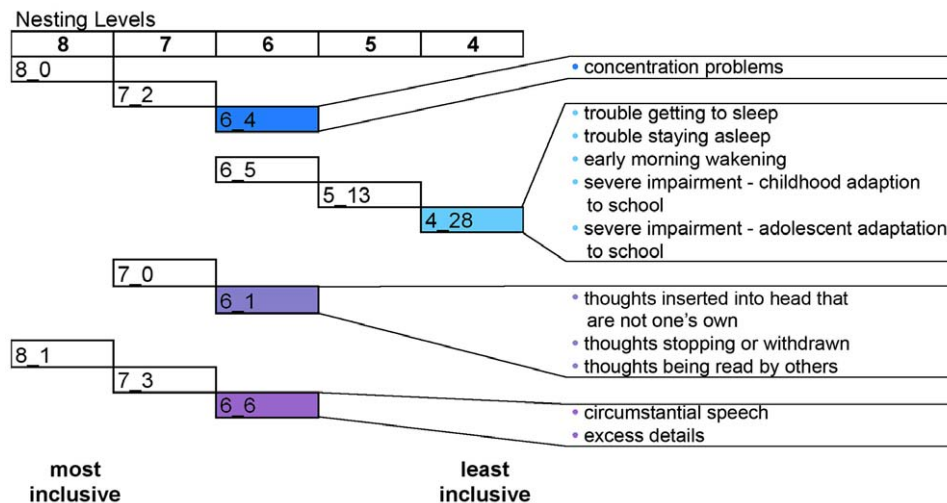 Nesting Levels
8 7 6 5 4
8_0
• concentration problems
7_2
6_4
• trouble getting to sleep
• trouble staying asleep
• early morning wakening
• severe impairment - childhood adaption
to school
• severe impairment - adolescent adaptation
to school
6_5
5_13
4_28
7_0
6_1
• thoughts inserted into head that
are not one's own
• thoughts stopping or withdrawn
• thoughts being read by others
8_1
7_3
6_6
• circumstantial speech
• excess details
most
inclusive
least
inclusive